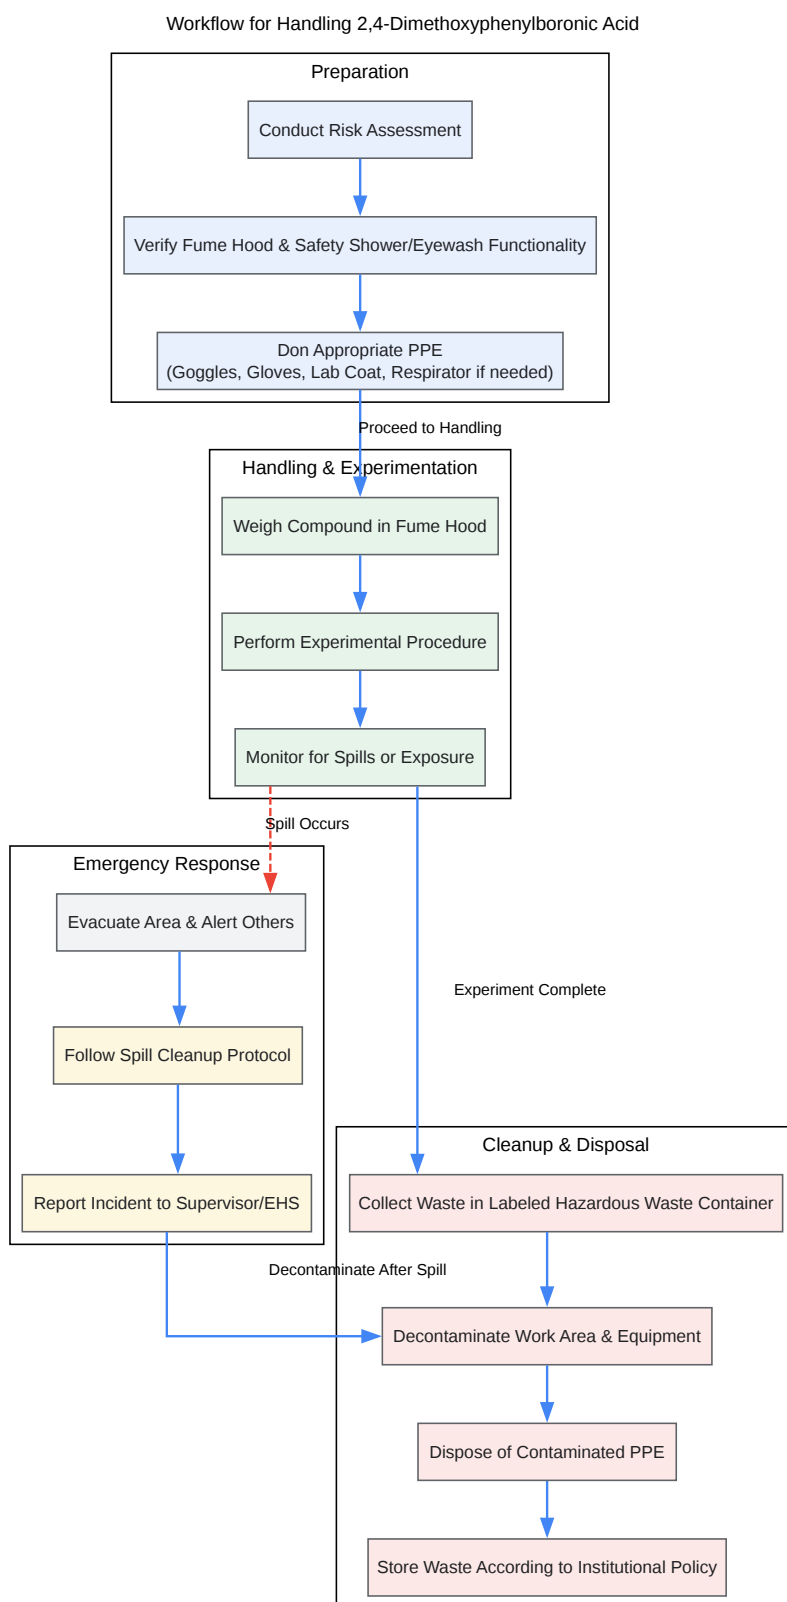 Workflow for Handling 2,4-Dimethoxyphenylboronic Acid
Preparation
Conduct Risk Assessment
Verify Fume Hood & Safety Shower/Eyewash Functionality
Don Appropriate PPE
(Goggles, Gloves, Lab Coat, Respirator if needed)
Proceed to Handling
Handling & Experimentation
Weigh Compound in Fume Hood
Perform Experimental Procedure
Monitor for Spills or Exposure
Spill Occurs
Emergency Response
Evacuate Area & Alert Others
Experiment Complete
Follow Spill Cleanup Protocol
Cleanup & Disposal
Report Incident to Supervisor/EHS
Collect Waste in Labeled Hazardous Waste Container
Decontaminate After Spill
Decontaminate Work Area & Equipment
Dispose of Contaminated PPE
Store Waste According to Institutional Policy